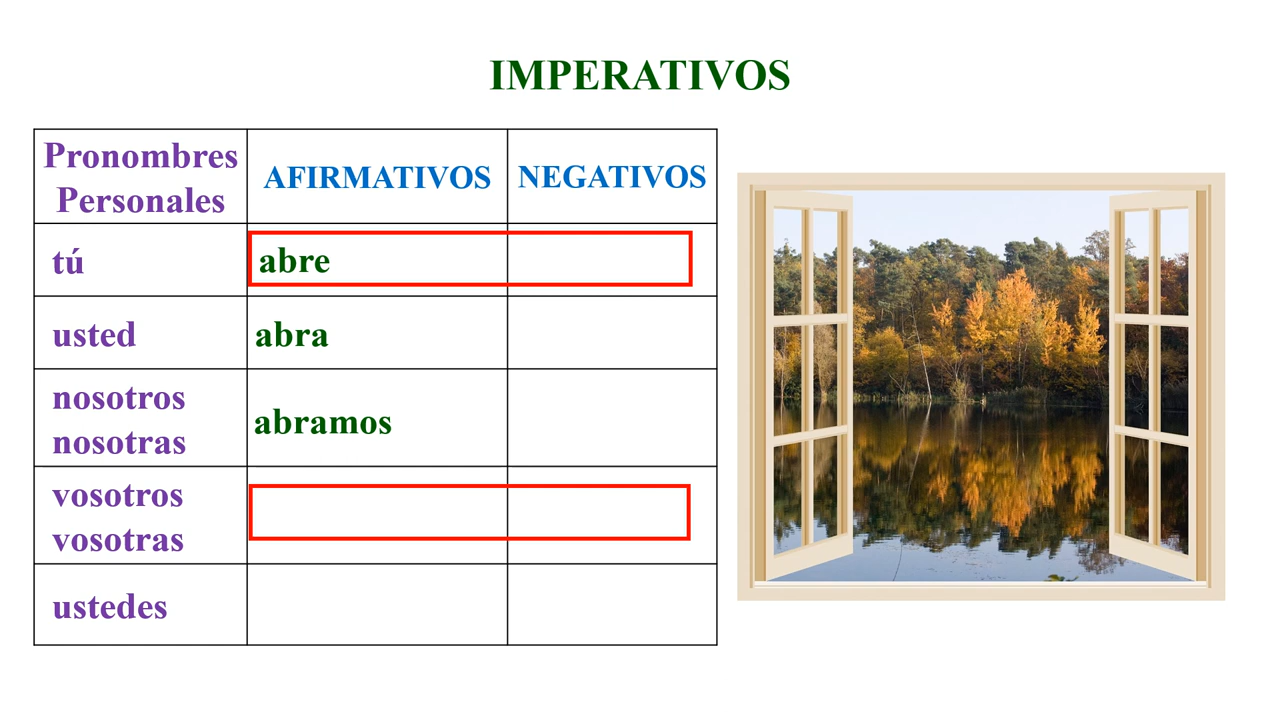 IMPERATIVOS
Pronombres
Personales
AFIRMATIVOS
NEGATIVOS
tú
abre
usted
abra
nosotros
nosotras
abramos
vosotros
vosotras
ustedes